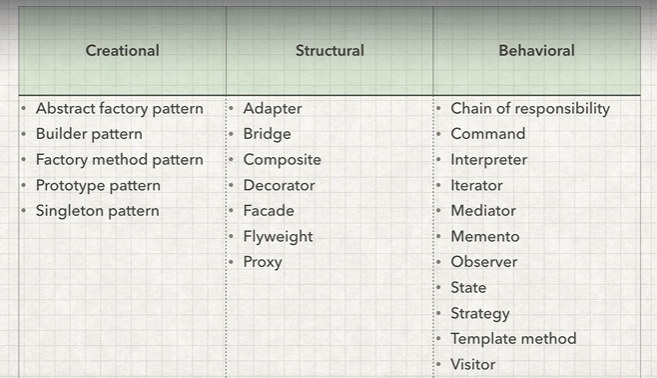 Creational
Structural
Behavioral
• Abstract factory pattern
• Builder pattern
• Factory method pattern
• Prototype pattern
• Singleton pattern
• Adapter
• Bridge
• Composite
• Decorator
• Facade
• Flyweight
• Proxy
• Chain of responsibility
• Command
• Interpreter
• Iterator
• Mediator
• Memento
• Observer
• State
• Strategy
• Template method
• Visitor